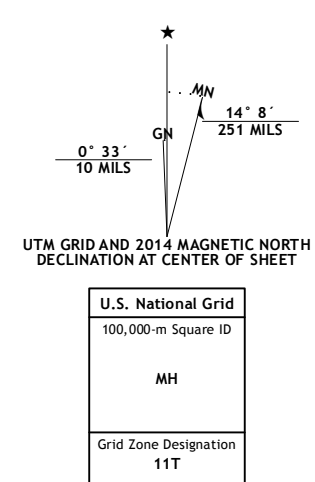 ★
MN
GN
14° 8´
251 MILS
0° 33´
10 MILS
UTM GRID AND 2014 MAGNETIC NORTH
DECLINATION AT CENTER OF SHEET
U.S. National Grid
100,000-m Square ID
MH
Grid Zone Designation
11T